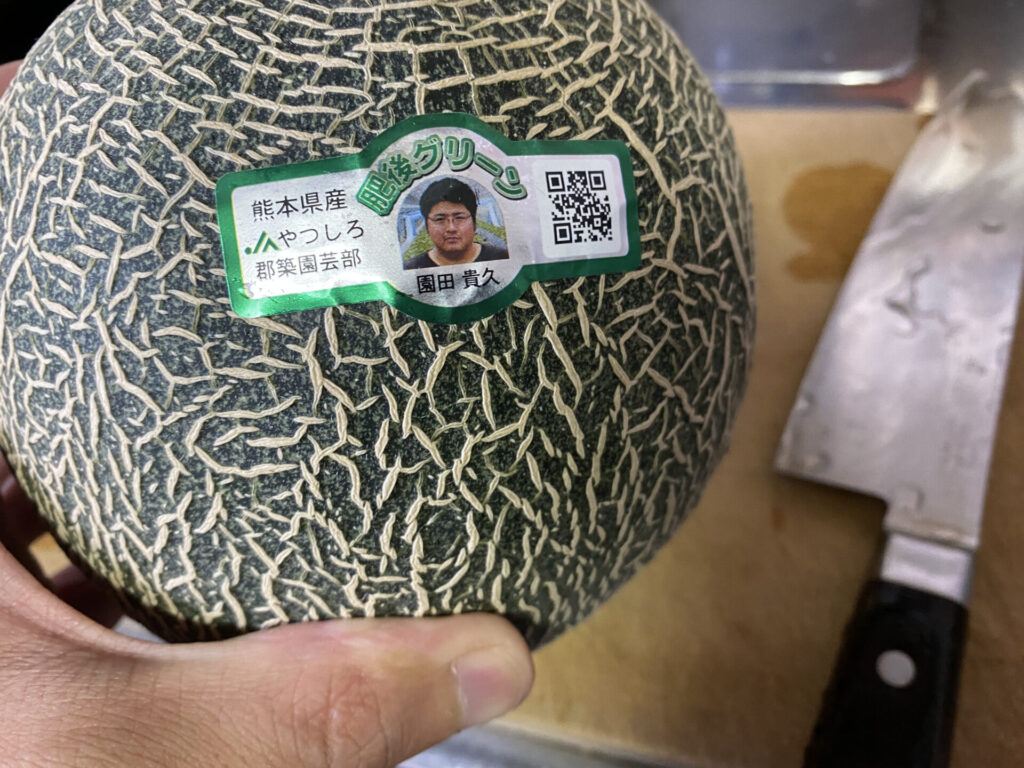 熊本県産
JAやつしろ
郡築園芸部
肥後グリーン
園田 貴久